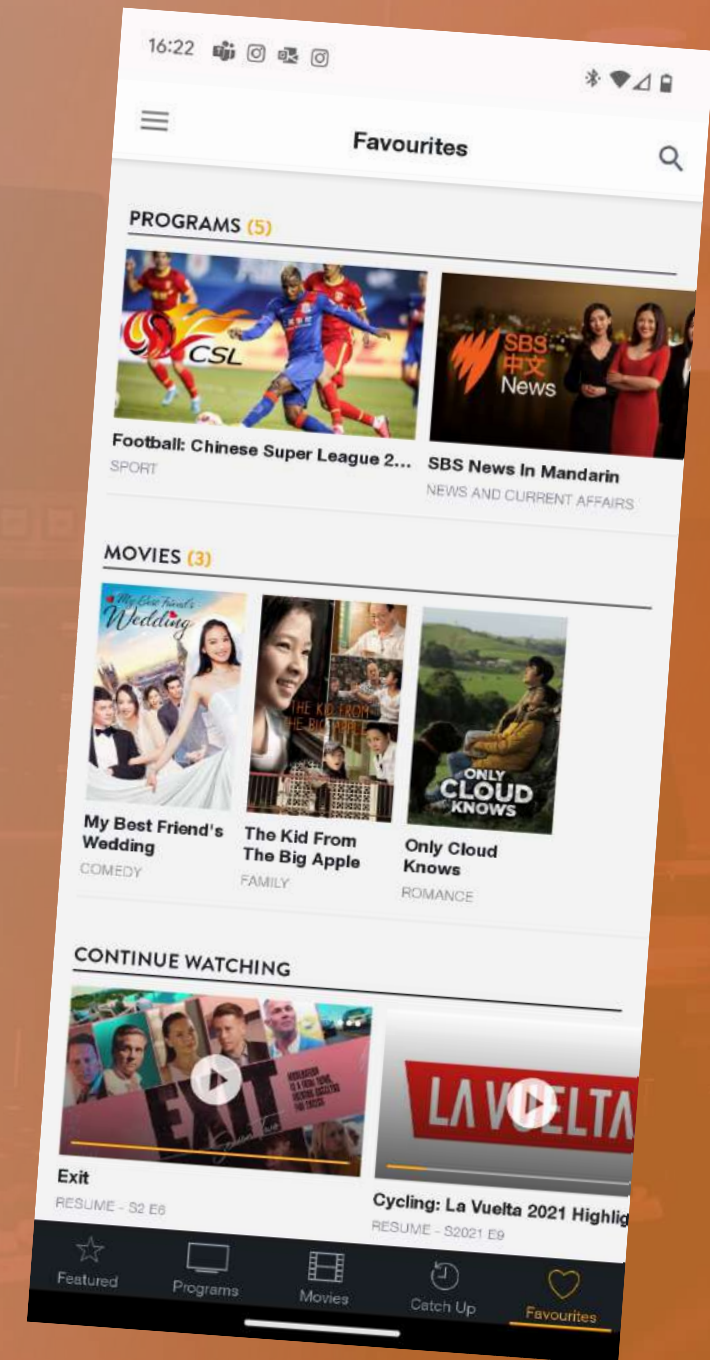 16:22
Favourites
PROGRAMS (5)
CSL
SBS
中文
News
Football: Chinese Super League 2...
SPORT
SBS News In Mandarin
NEWS AND CURRENT AFFAIRS
MOVIES (3)
My Best Friend's
Wedding
THE KID FROM
THE BIG APPLE
ONLY
CLOUD
KNOWS
My Best Friend's
Wedding
COMEDY
The Kid From
The Big Apple
FAMILY
Only Cloud
Knows
ROMANCE
CONTINUE WATCHING
EXIT
Season Two
LA VUELTA
Exit
RESUME - S2 E6
Cycling: La Vuelta 2021 Highlig
RESUME - S2021 E9
Featured
Programs
Movies
Catch Up
Favourites